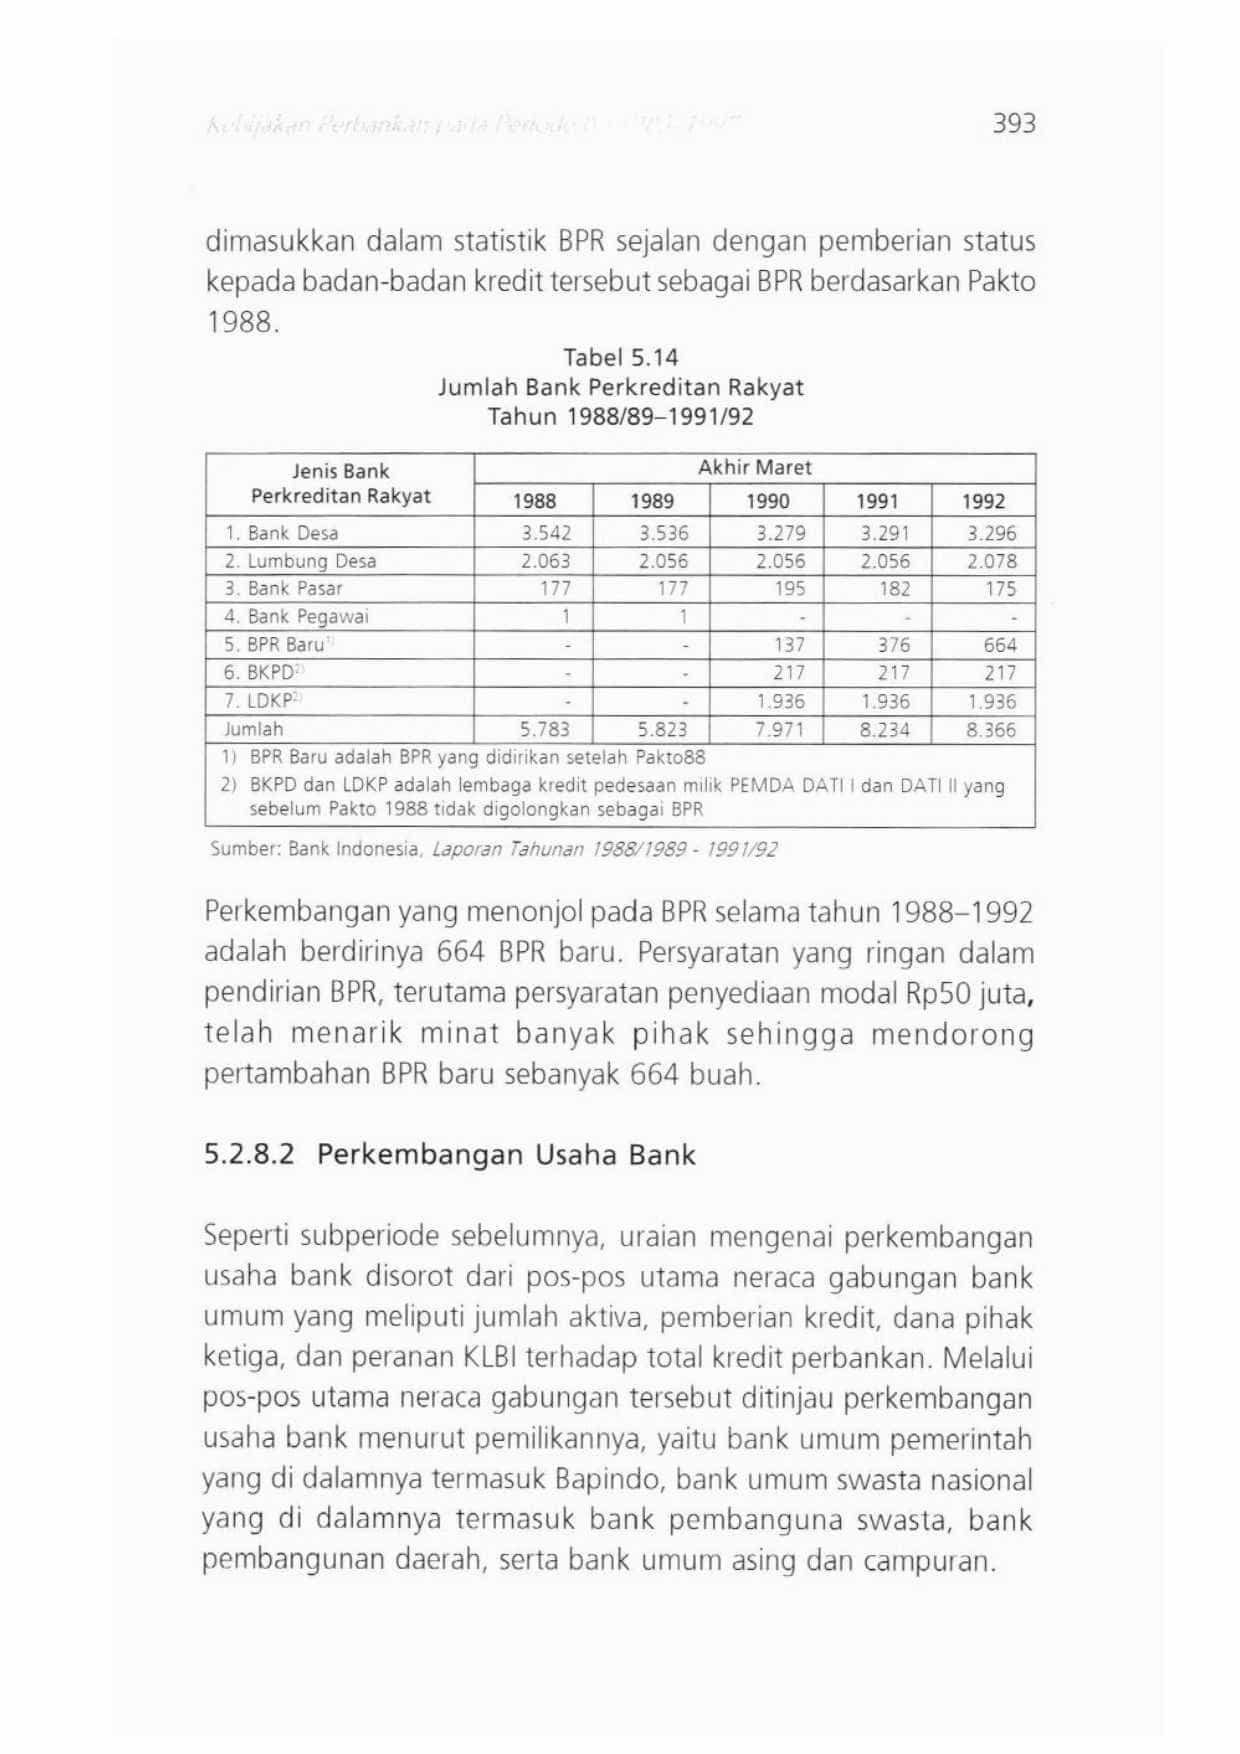 Kebijakan Perbankan pada Periode
393
dimasukkan dalam statistik BPR sejalan dengan pemberian status
kepada badan-badan kredit tersebut sebagai BPR berdasarkan Pakto
1988.
Tabel 5.14
Jumlah Bank Perkreditan Rakyat
Tahun 1988/89–1991/92
Jenis Bank Perkreditan Rakyat
Akhir Maret
1988 1989 1990 1991 1992
1. Bank Desa 3.542 3.536 3.279 3.291 3.296
2. Lumbung Desa 2.063 2.056 2.056 2.056 2.078
3. Bank Pasar 177 177 195 182 175
4. Bank Pegawai 1 1 - - -
5. BPR Baru1) - - 137 376 664
6. BKPD2) - - 217 217 217
7. LDKP2) - - 1.936 1.936 1.936
Jumlah 5.783 5.823 7.971 8.234 8.366
1) BPR Baru adalah BPR yang didirikan setelah Pakto88
2) BKPD dan LDKP adalah lembaga kredit pedesaan milik PEMDA DATI I dan DATI II yang
sebelum Pakto 1988 tidak digolongkan sebagai BPR
Sumber: Bank Indonesia, Laporan Tahunan 1988/1989 - 1991/92
Perkembangan yang menonjol pada BPR selama tahun 1988–1992
adalah berdirinya 664 BPR baru. Persyaratan yang ringan dalam
pendirian BPR, terutama persyaratan penyediaan modal Rp50 juta,
telah menarik minat banyak pihak sehingga mendorong
pertambahan BPR baru sebanyak 664 buah.
5.2.8.2 Perkembangan Usaha Bank
Seperti subperiode sebelumnya, uraian mengenai perkembangan
usaha bank disorot dari pos-pos utama neraca gabungan bank
umum yang meliputi jumlah aktiva, pemberian kredit, dana pihak
ketiga, dan peranan KLBI terhadap total kredit perbankan. Melalui
pos-pos utama neraca gabungan tersebut ditinjau perkembangan
usaha bank menurut pemilikannya, yaitu bank umum pemerintah
yang di dalamnya termasuk Bapindo, bank umum swasta nasional
yang di dalamnya termasuk bank pembanguna swasta, bank
pembangunan daerah, serta bank umum asing dan campuran.